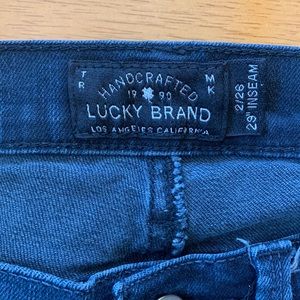 TR MK
HANDCRAFTED
19 90
LUCKY BRAND
LOS ANGELES CALIFORNIA
2/26
29" INSEAM